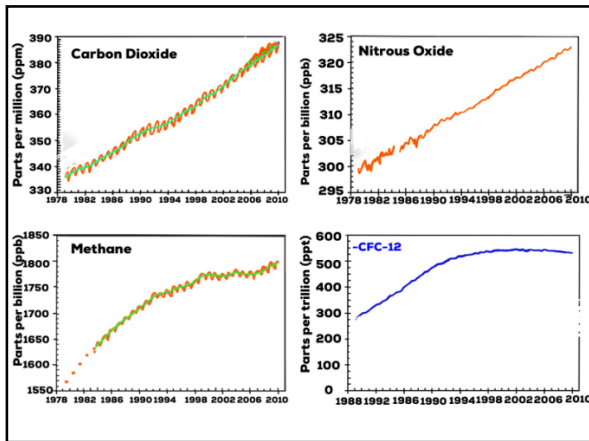 Carbon Dioxide
Parts per million (ppm)
390
380
370
360
350
340
330
1978 1982 1986 1990 1994 1998 2002 2006 2010
Nitrous Oxide
Parts per billion (ppb)
325
320
315
310
305
300
295
1978 1982 1986 1990 1994 1998 2002 2006 2010
Methane
Parts per billion (ppb)
1850
1800
1750
1700
1650
1600
1550
1978 1982 1986 1990 1994 1998 2002 2006 2010
-CFC-12
Parts per trillion (ppt)
600
500
400
300
200
100
0
1988 1982 1986 1990 1994 1998 2002 2006 2010